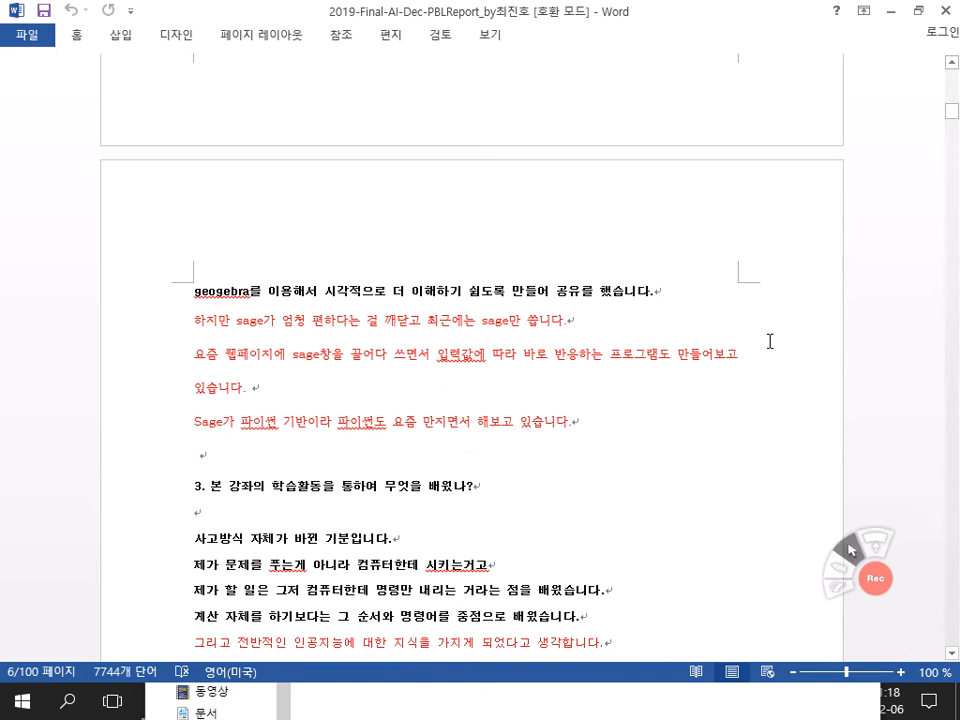 2019-Final-AI-Dec-PBLReport_by최진호 [호환 모드] - Word
파일 홈 삽입 디자인 페이지 레이아웃 참조 편지 검토 보기 로그인
geogebra를 이용해서 시각적으로 더 이해하기 쉽도록 만들어 공유를 했습니다.
하지만 sage가 엄청 편하다는 걸 깨닫고 최근에는 sage만 씁니다.
요즘 웹페이지에 sage창을 끌어다 쓰면서 입력값에 따라 바로 반응하는 프로그램도 만들어보고
있습니다.
Sage가 파이썬 기반이라 파이썬도 요즘 만지면서 해보고 있습니다.
3. 본 강좌의 학습활동을 통하여 무엇을 배웠나?
사고방식 자체가 바뀐 기분입니다.
제가 문제를 푸는게 아니라 컴퓨터한테 시키는거고
제가 할 일은 그저 컴퓨터한테 명령만 내리는 거라는 점을 배웠습니다.
계산 자체를 하기보다는 그 순서와 명령어를 중점으로 배웠습니다.
그리고 전반적인 인공지능에 대한 지식을 가지게 되었다고 생각합니다.
Rec
6/100 페이지 7744개 단어 영어(미국) 100 %
동영상
문서
1:18
2-06